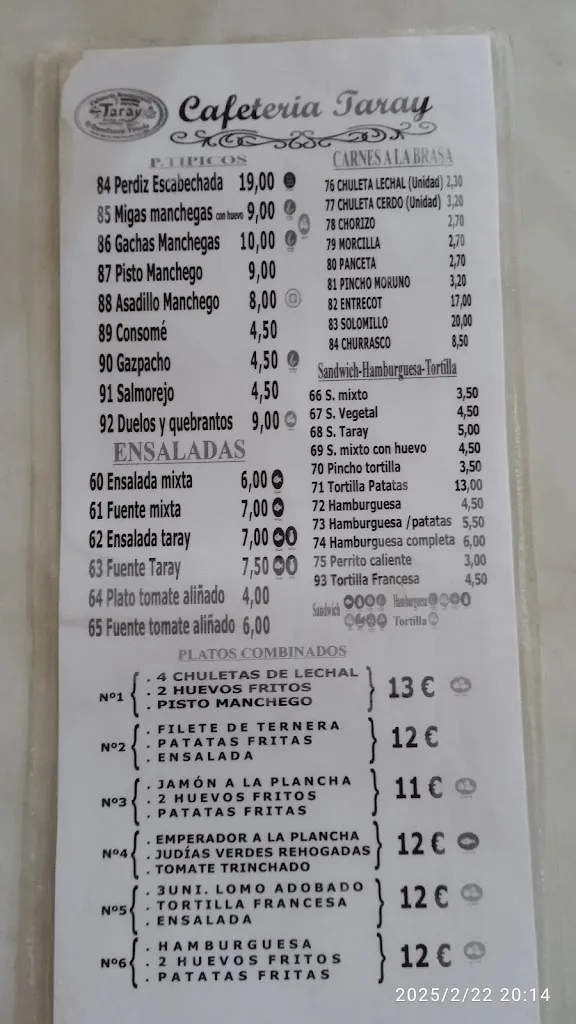 Taray
Cafeteria Taray
P.TIPICOS
84 Perdiz Escabechada 19,00
85 Migas manchegas con huevo 9,00
86 Gachas Manchegas 10,00
87 Pisto Manchego 9,00
88 Asadillo Manchego 8,00
89 Consomé 4,50
90 Gazpacho 4,50
91 Salmorejo 4,50
92 Duelos y quebrantos 9,00
ENSALADAS
60 Ensalada mixta 6,00
61 Fuente mixta 7,00
62 Ensalada taray 7,00
63 Fuente Taray 7,50
64 Plato tomate aliñado 4,00
65 Fuente tomate aliñado 6,00
CARNES A LA BRASA
76 CHULETA LECHAL (Unidad) 2,30
77 CHULETA CERDO (Unidad) 3,20
78 CHORIZO 2,70
79 MORCILLA 2,70
80 PANCETA 2,70
81 PINCHO MORUNO 3,20
82 ENTRECOT 17,00
83 SOLOMILLO 20,00
84 CHURRASCO 8,50
Sandwich-Hamburguesa-Tortilla
66 S. mixto 3,50
67 S. Vegetal 4,50
68 S. Taray 5,00
69 S. mixto con huevo 4,50
70 Pincho tortilla 3,50
71 Tortilla Patatas 13,00
72 Hamburguesa 4,50
73 Hamburguesa /patatas 5,50
74 Hamburguesa completa 6,00
75 Perrito caliente 3,00
93 Tortilla Francesa 4,50
Sandwich Hamburguesa
Tortilla
PLATOS COMBINADOS
Nº1
. 4 CHULETAS DE LECHAL
. 2 HUEVOS FRITOS
. PISTO MANCHEGO
13 €
Nº2
. FILETE DE TERNERA
. PATATAS FRITAS
. ENSALADA
12 €
Nº3
. JAMÓN A LA PLANCHA
. 2 HUEVOS FRITOS
. PATATAS FRITAS
11 €
Nº4
. EMPERADOR A LA PLANCHA
. JUDÍAS VERDES REHOGADAS
. TOMATE TRINCHADO
12 €
Nº5
. 3UNI. LOMO ADOBADO
. TORTILLA FRANCESA
. ENSALADA
12 €
Nº6
. HAMBURGUESA
. 2 HUEVOS FRITOS
. PATATAS FRITAS
12 €
2025/2/22 20:14